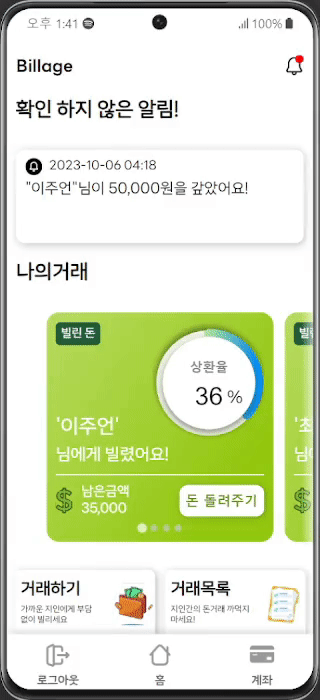 오후 1:41 100%
Billage
확인 하지 않은 알림!
2023-10-06 04:18
"이주언"님이 50,000원을 갚았어요!
나의거래
빌린 돈
상환율
36 %
'이주언'
님에게 빌렸어요!
남은금액
35,000
돈 돌려주기
거래하기
가까운 지인에게 부담
없이 빌리세요
거래목록
지인간의 돈거래 까먹지
마세요!
로그아웃
홈
계좌